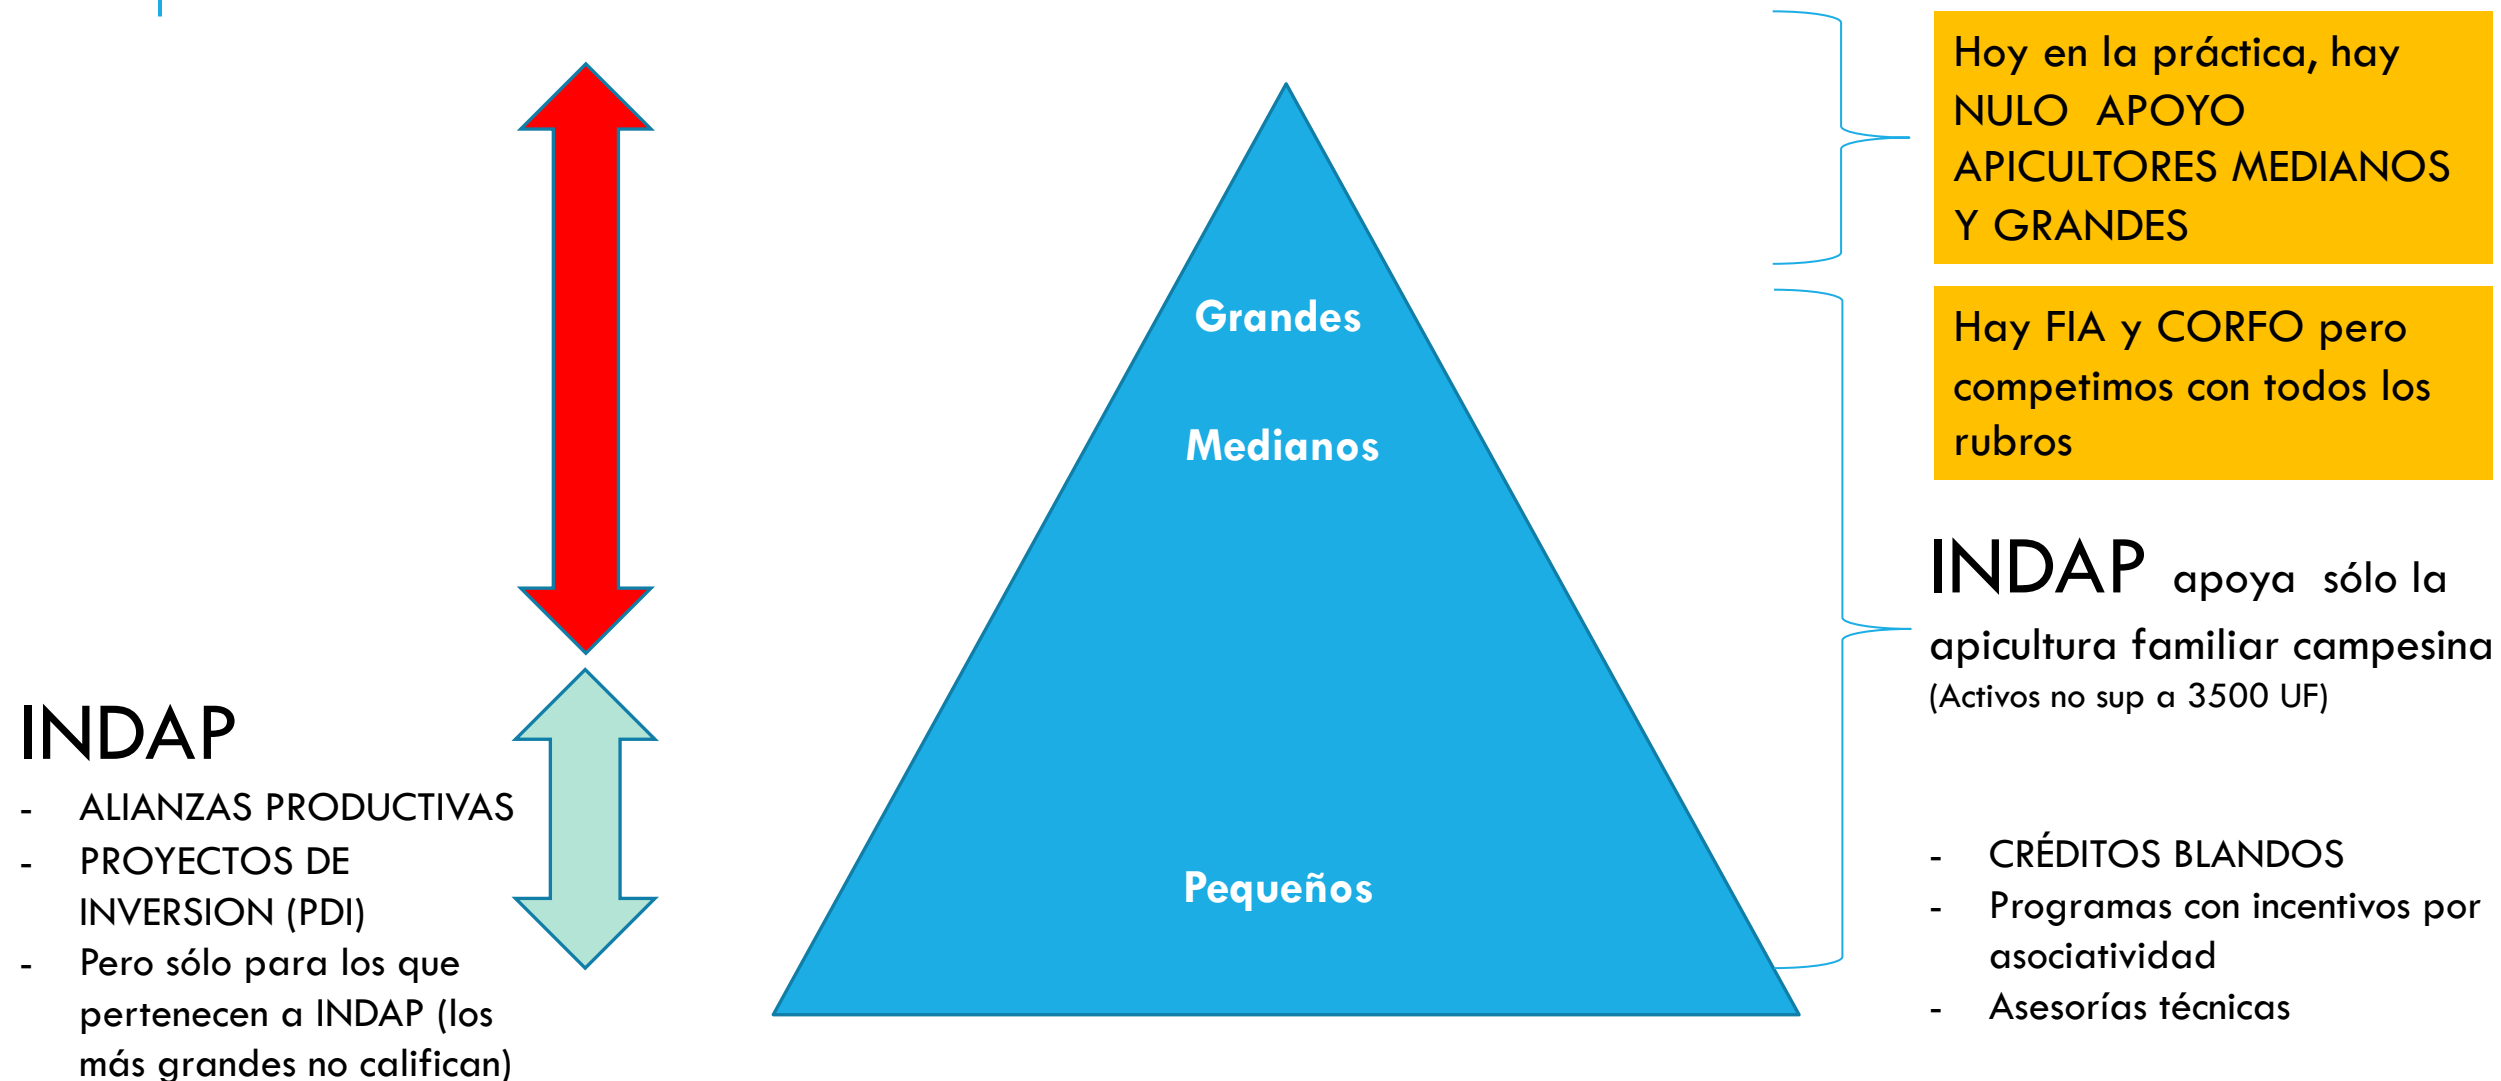 INDAP
- ALIANZAS PRODUCTIVAS
- PROYECTOS DE
INVERSION (PDI)
- Pero sólo para los que
pertenecen a INDAP (los
más grandes no califican)
Grandes
Medianos
Pequeños
Hoy en la práctica, hay
NULO APOYO
APICULTORES MEDIANOS
Y GRANDES
Hay FIA y CORFO pero
competimos con todos los
rubros
INDAP apoya sólo la
apicultura familiar campesina
(Activos no sup a 3500 UF)
- CRÉDITOS BLANDOS
- Programas con incentivos por
asociatividad
- Asesorías técnicas